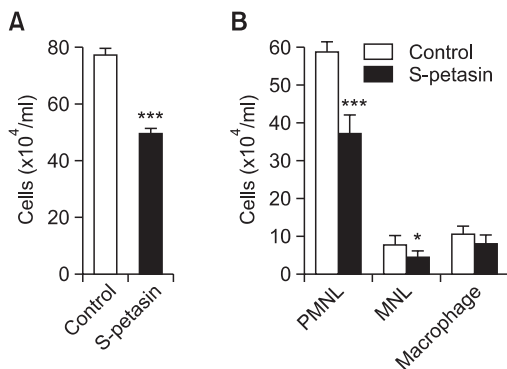 A
Cells (x10⁴/ml)
80
60
40
20
0
***
Control
S-petasin
B
Cells (x10⁴/ml)
60
50
40
30
20
10
0
Control
S-petasin
***
*
PMNL
MNL
Macrophage